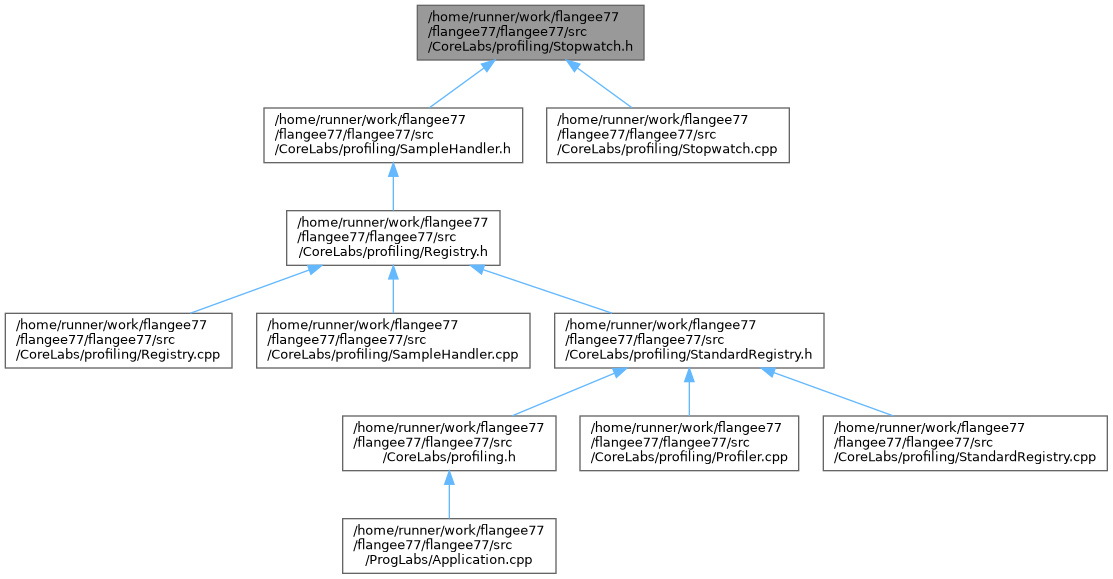 /home/runner/work/flangee77
/flangee77/flangee77/src
/CoreLabs/profiling/Stopwatch.h
/home/runner/work/flangee77
/flangee77/flangee77/src
/CoreLabs/profiling/SampleHandler.h
/home/runner/work/flangee77
/flangee77/flangee77/src
/CoreLabs/profiling/Stopwatch.cpp
/home/runner/work/flangee77
/flangee77/flangee77/src
/CoreLabs/profiling/Registry.h
/home/runner/work/flangee77
/flangee77/flangee77/src
/CoreLabs/profiling/Registry.cpp
/home/runner/work/flangee77
/flangee77/flangee77/src
/CoreLabs/profiling/SampleHandler.cpp
/home/runner/work/flangee77
/flangee77/flangee77/src
/CoreLabs/profiling/StandardRegistry.h
/home/runner/work/flangee77
/flangee77/flangee77/src
/CoreLabs/profiling.h
/home/runner/work/flangee77
/flangee77/flangee77/src
/CoreLabs/profiling/Profiler.cpp
/home/runner/work/flangee77
/flangee77/flangee77/src
/CoreLabs/profiling/StandardRegistry.cpp
/home/runner/work/flangee77
/flangee77/flangee77/src
/ProgLabs/Application.cpp